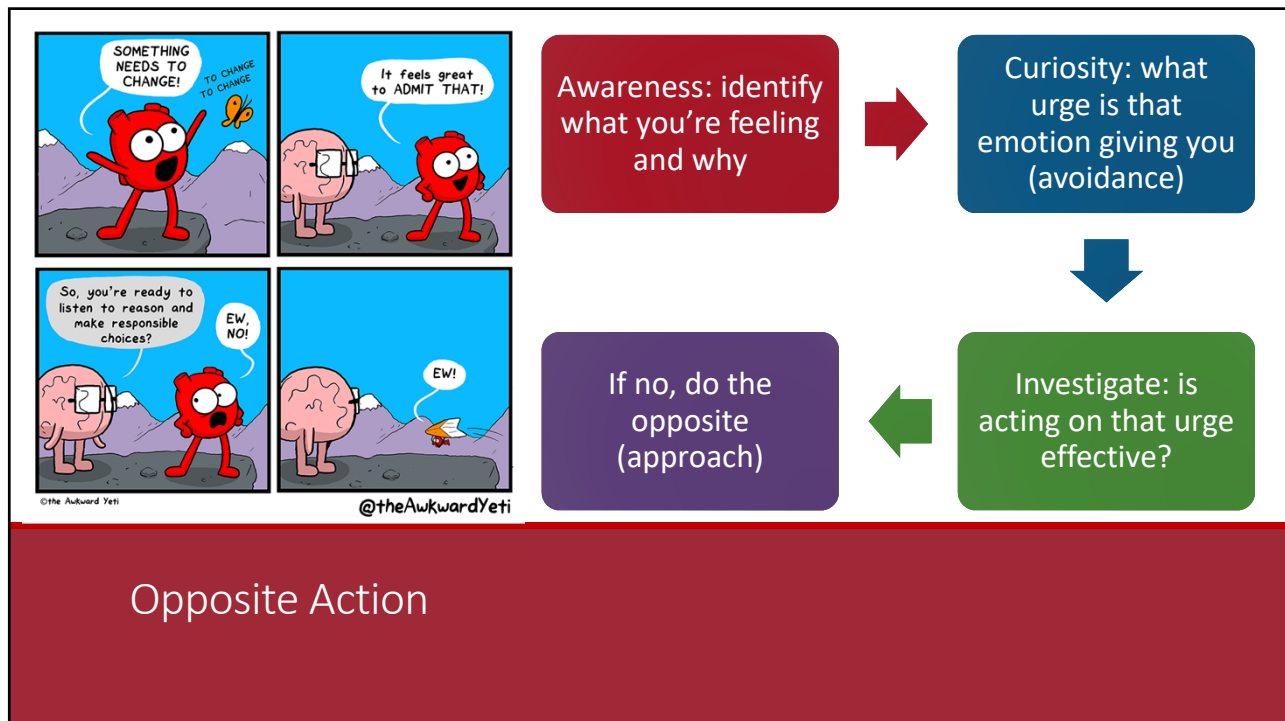 SOMETHING
NEEDS TO
CHANGE!
TO CHANGE
TO CHANGE
It feels great
to ADMIT THAT!
So, you're ready to
listen to reason and
make responsible
choices?
EW,
NO!
EW!
©the Awkward Yeti
@theAwkwardYeti
Awareness: identify
what you’re feeling
and why
Curiosity: what
urge is that
emotion giving you
(avoidance)
Investigate: is
acting on that urge
effective?
If no, do the
opposite
(approach)
Opposite Action